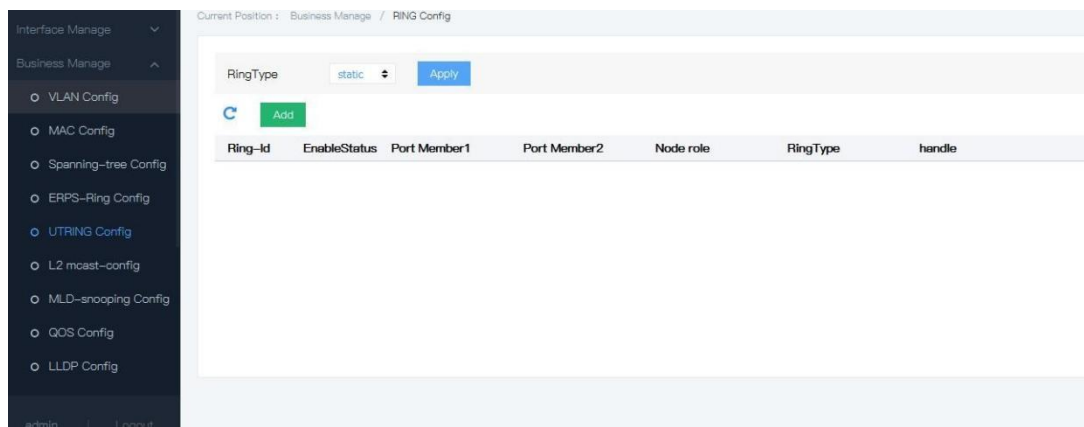 Current Position : Business Manage / RING Config
Interface Manage
Business Manage
VLAN Config
MAC Config
Spanning-tree Config
ERPS-Ring Config
UTRING Config
L2 mcast-config
MLD-snooping Config
QOS Config
LLDP Config
admin | Logout
RingType static Apply
Add
Ring-Id EnableStatus Port Member1 Port Member2 Node role RingType handle